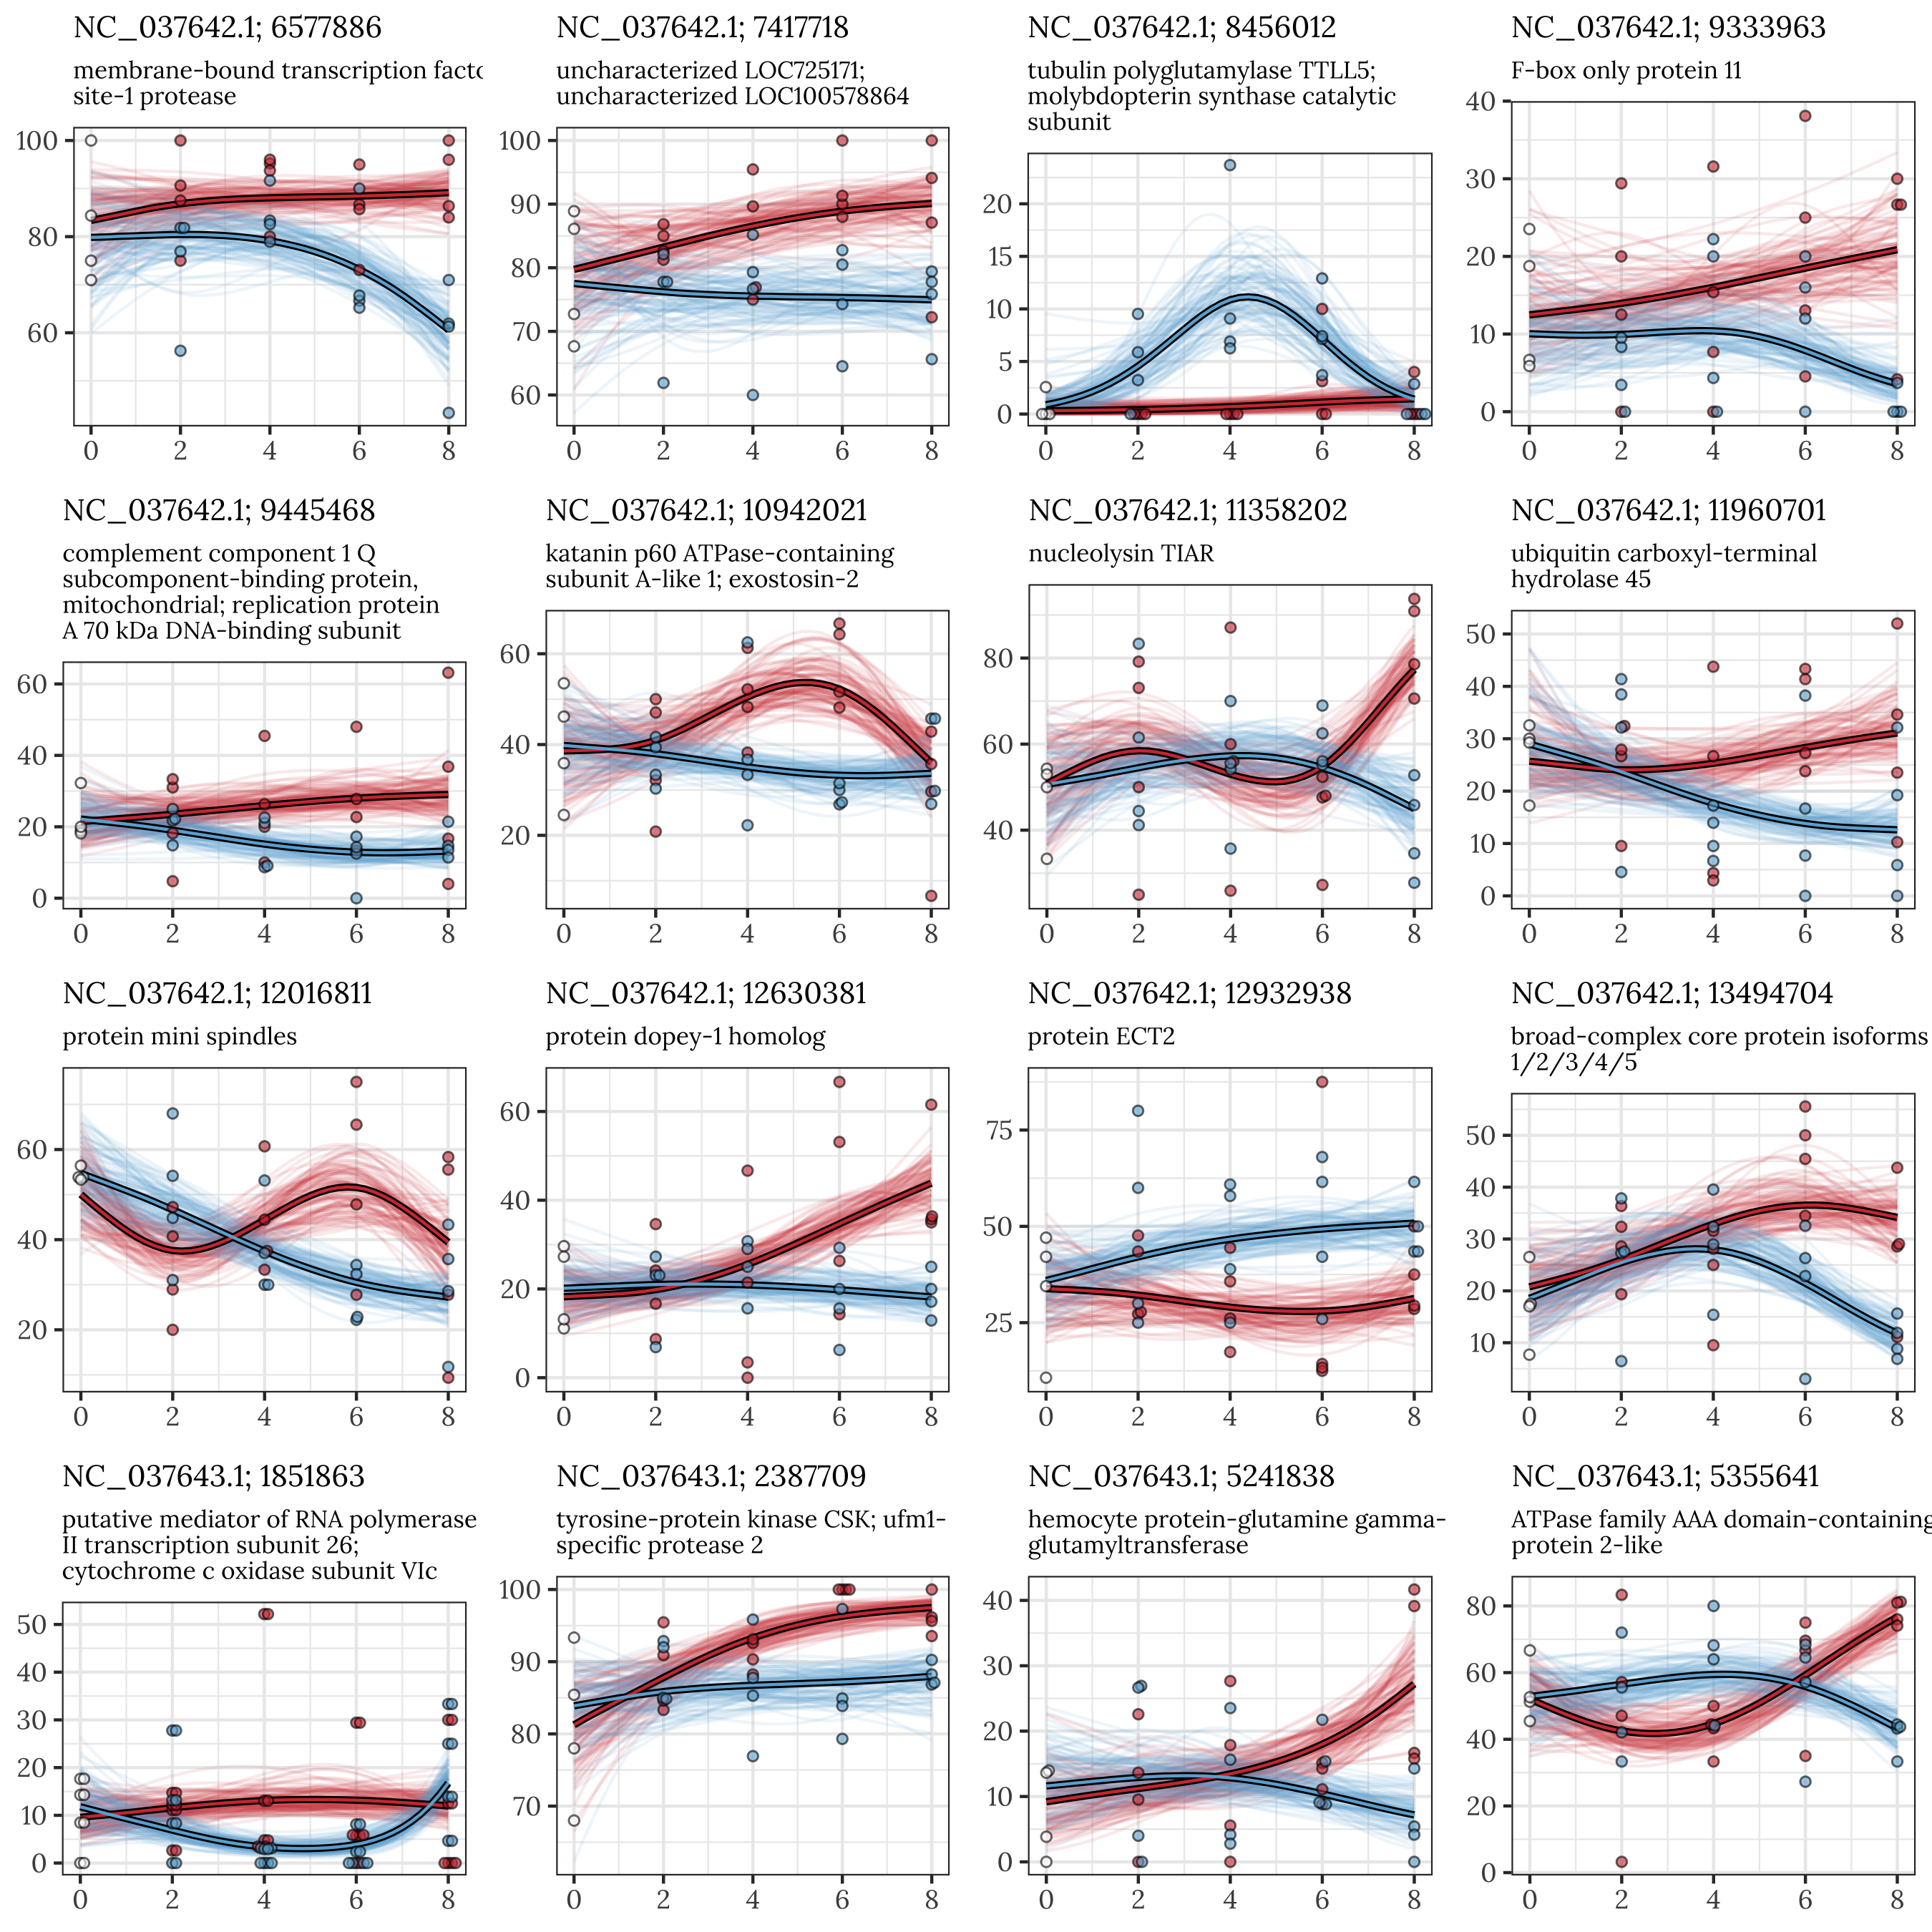 NC_037642.1; 6577886
membrane-bound transcription facto
site-1 protease
100
80
60
0 2 4 6 8
NC_037642.1; 7417718
uncharacterized LOC725171;
uncharacterized LOC100578864
100
90
80
70
60
0 2 4 6 8
NC_037642.1; 8456012
tubulin polyglutamylase TTLL5;
molybdopterin synthase catalytic
subunit
20
15
10
5
0
0 2 4 6 8
NC_037642.1; 9333963
F-box only protein 11
40
30
20
10
0
0 2 4 6 8
NC_037642.1; 9445468
complement component 1 Q
subcomponent-binding protein,
mitochondrial; replication protein
A 70 kDa DNA-binding subunit
60
40
20
0
0 2 4 6 8
NC_037642.1; 10942021
katanin p60 ATPase-containing
subunit A-like 1; exostosin-2
60
40
20
0 2 4 6 8
NC_037642.1; 11358202
nucleolysin TIAR
80
60
40
0 2 4 6 8
NC_037642.1; 11960701
ubiquitin carboxyl-terminal
hydrolase 45
50
40
30
20
10
0
0 2 4 6 8
NC_037642.1; 12016811
protein mini spindles
60
40
20
0 2 4 6 8
NC_037642.1; 12630381
protein dopey-1 homolog
60
40
20
0
0 2 4 6 8
NC_037642.1; 12932938
protein ECT2
75
50
25
0 2 4 6 8
NC_037642.1; 13494704
broad-complex core protein isoforms
1/2/3/4/5
50
40
30
20
10
0 2 4 6 8
NC_037643.1; 1851863
putative mediator of RNA polymerase
II transcription subunit 26;
cytochrome c oxidase subunit VIc
50
40
30
20
10
0
0 2 4 6 8
NC_037643.1; 2387709
tyrosine-protein kinase CSK; ufm1-
specific protease 2
100
90
80
70
0 2 4 6 8
NC_037643.1; 5241838
hemocyte protein-glutamine gamma-
glutamyltransferase
40
30
20
10
0
0 2 4 6 8
NC_037643.1; 5355641
ATPase family AAA domain-containing
protein 2-like
80
60
40
20
0
0 2 4 6 8